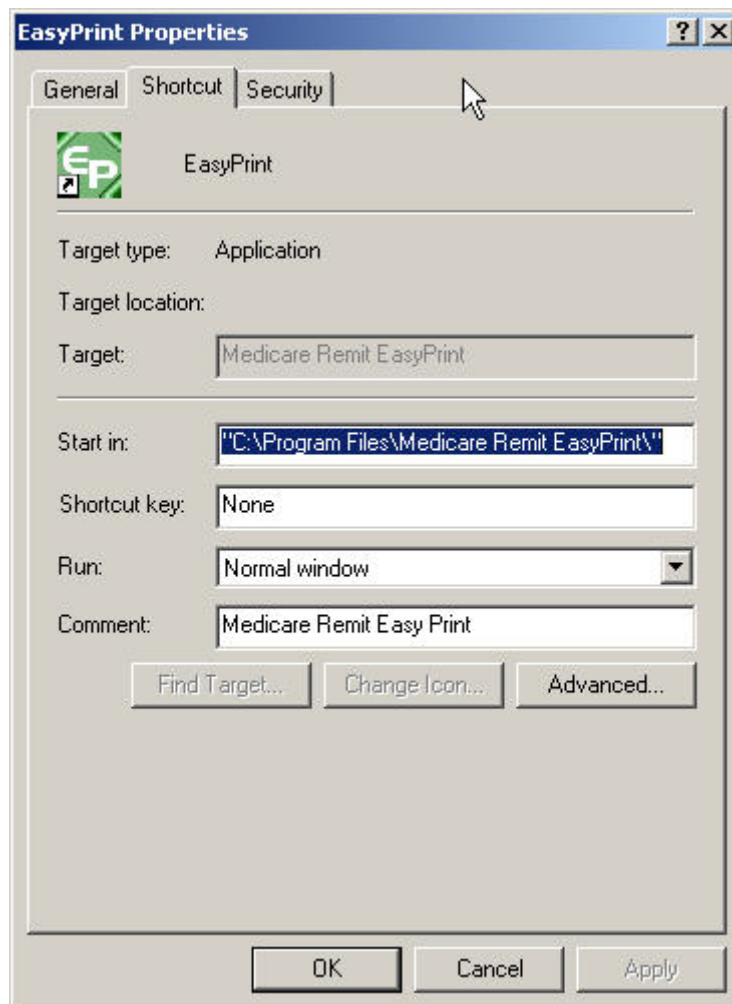 EasyPrint Properties
General Shortcut Security
EP EasyPrint
Target type: Application
Target location:
Target: Medicare Remit EasyPrint
Start in: "C:\Program Files\Medicare Remit EasyPrint\"
Shortcut key: None
Run: Normal window
Comment: Medicare Remit Easy Print
Find Target... Change Icon... Advanced...
OK Cancel Apply